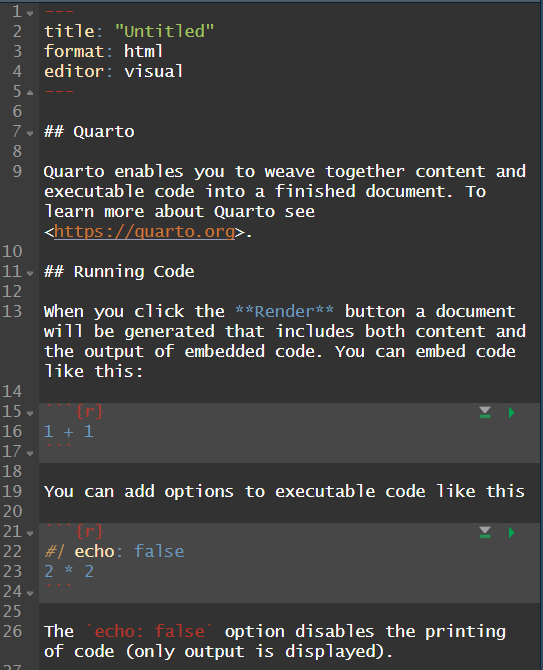 1 ---
2 title: "Untitled"
3 format: html
4 editor: visual
5 ---
6
7 ## Quarto
8
9 Quarto enables you to weave together content and
executable code into a finished document. To
learn more about Quarto see
<https://quarto.org>.
10
11 ## Running Code
12
13 When you click the **Render** button a document
will be generated that includes both content and
the output of embedded code. You can embed code
like this:
14
15 ```{r}
16 1 + 1
17 ```
18
19 You can add options to executable code like this
20
21 ```{r}
22 #| echo: false
23 2 * 2
24 ```
25
26 The `echo: false` option disables the printing
of code (only output is displayed).
27